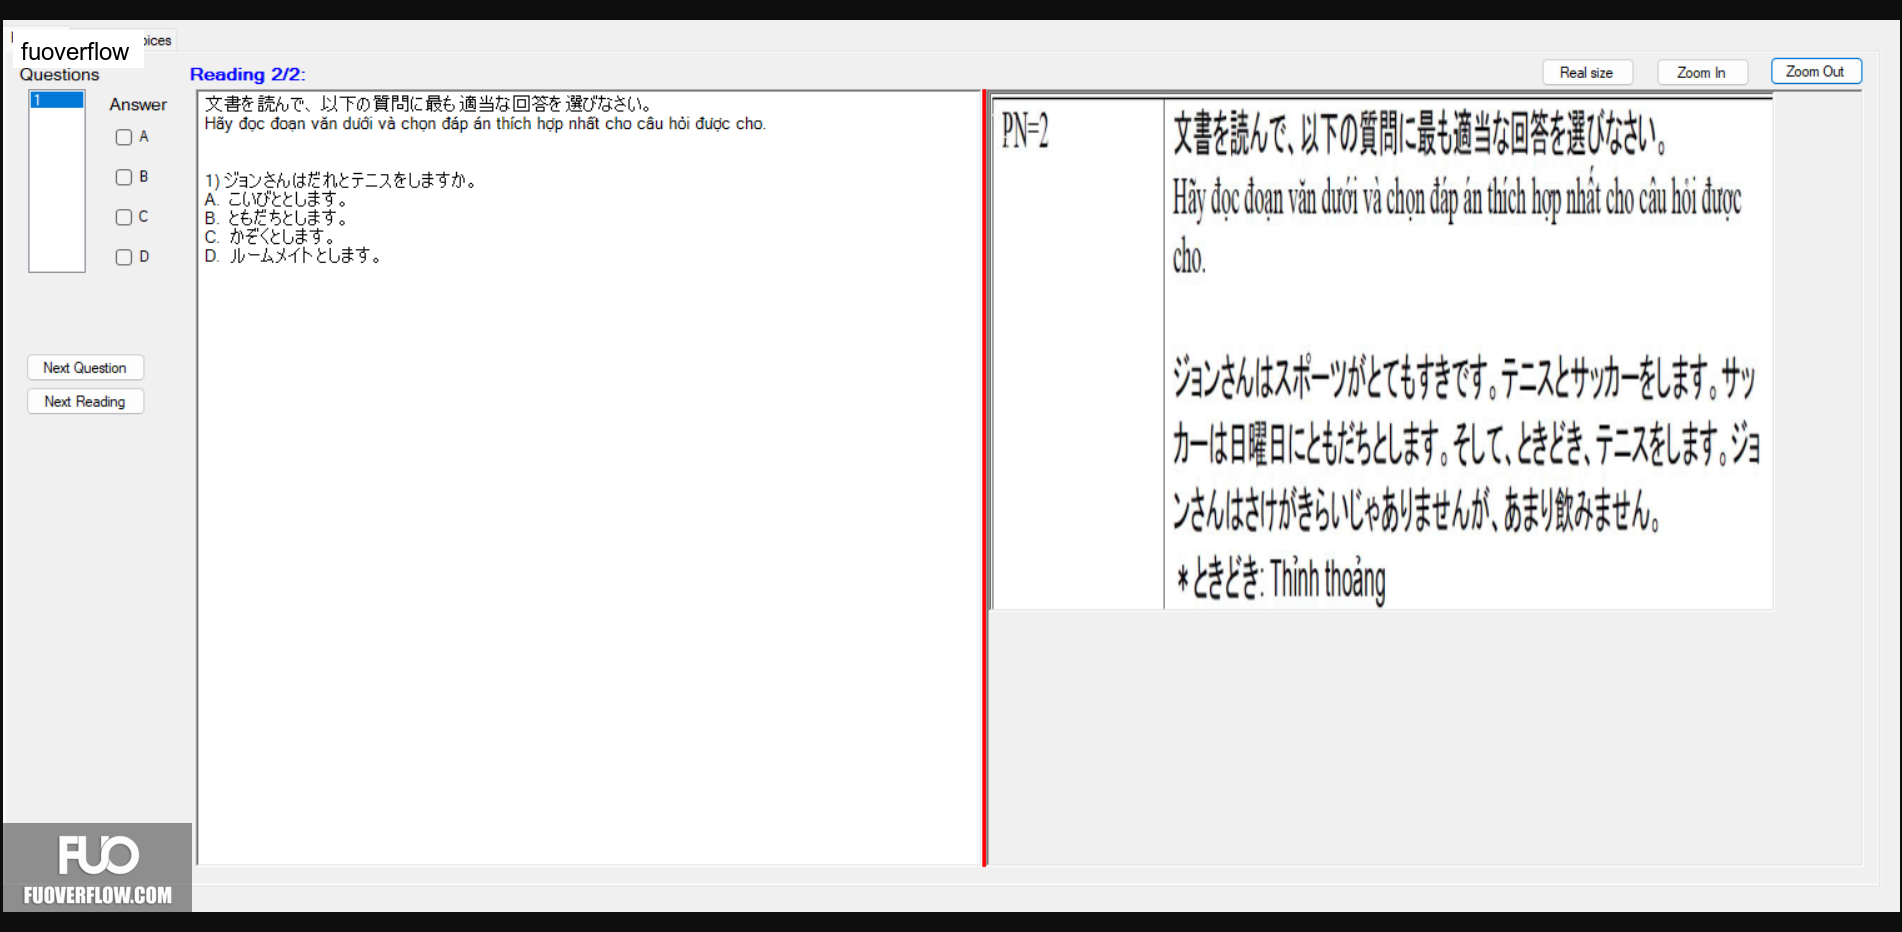 oices
fuoverflow
Questions
Reading 2/2:
Real size
Zoom In
Zoom Out
1
Answer
A
B
C
D
Next Question
Next Reading
文書を読んで、以下の質問に最も適当な回答を選びなさい。
Hãy đọc đoạn văn dưới và chọn đáp án thích hợp nhất cho câu hỏi được cho.
1) ジョンさんはだれとテニスをしますか。
A. こいびととします。
B. ともだちとします。
C. かぞくとします。
D. ルームメイトとします。
PN=2
文書を読んで、以下の質問に最も適当な回答を選びなさい。
Hãy đọc đoạn văn dưới và chọn đáp án thích hợp nhất cho câu hỏi được
cho.
ジョンさんはスポーツがとてもすきです。テニスとサッカーをします。サッ
カーは日曜日にともだちとします。そして、ときどき、テニスをします。ジョ
ンさんはさけがきらいじゃありませんが、あまり飲みません。
*ときどき: Thỉnh thoảng
FUO
FUOVERFLOW.COM